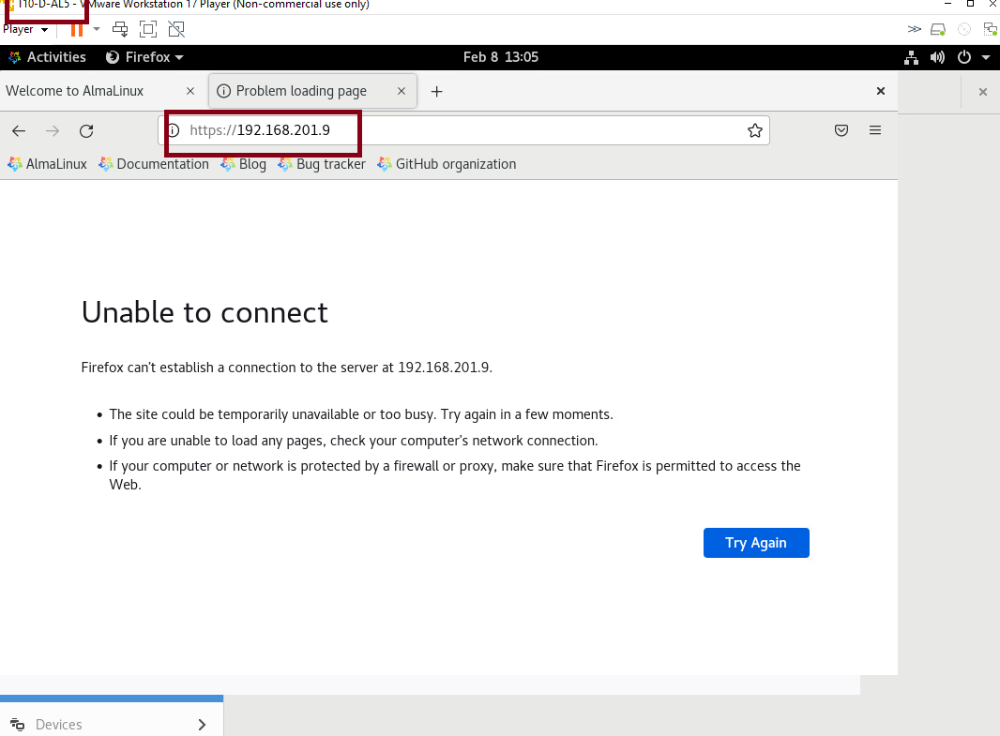 T10-D-AL5 - VMware Workstation 17 Player (Non-commercial use only)
Player
Activities Firefox Feb 8 13:05
Welcome to AlmaLinux Problem loading page
https://192.168.201.9
AlmaLinux Documentation Blog Bug tracker GitHub organization
Unable to connect
Firefox can’t establish a connection to the server at 192.168.201.9.
• The site could be temporarily unavailable or too busy. Try again in a few moments.
• If you are unable to load any pages, check your computer’s network connection.
• If your computer or network is protected by a firewall or proxy, make sure that Firefox is permitted to access the
Web.
Try Again
Devices